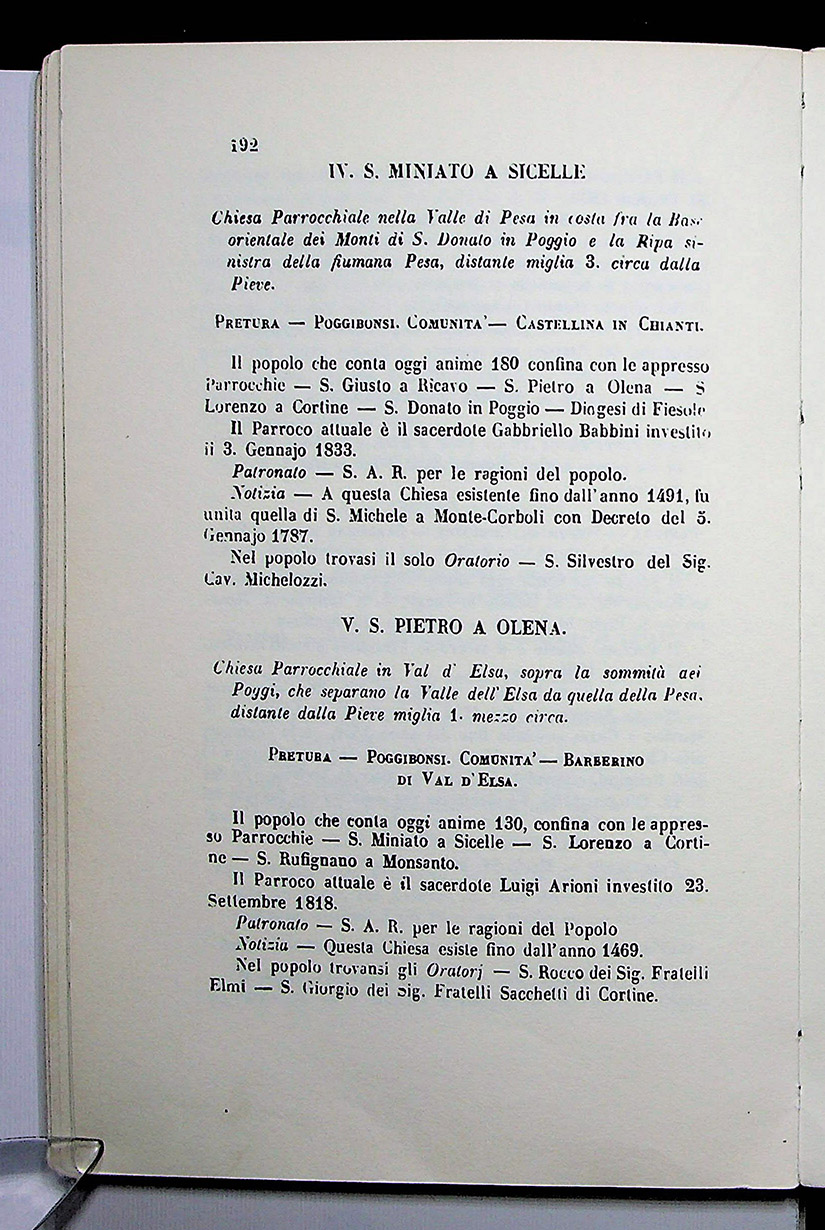 192
IV. S. MINIATO A SICELLE
Chiesa Parrocchiale nella Valle di Pesa in costa fra la Base
orientale dei Monti di S. Donato in Poggio e la Ripa si-
nistra della fiumana Pesa, distante miglia 3. circa dalla
Pieve.
PRETURA — POGGIBONSI. COMUNITA'— CASTELLINA IN CHIANTI.
Il popolo che conta oggi anime 180 confina con le appresso
Parrocchie — S. Giusto a Ricavo — S. Pietro a Olena — S
Lorenzo a Cortine — S. Donato in Poggio — Diogesi di Fiesole
Il Parroco attuale è il sacerdote Gabbriello Babbini investito
il 3. Gennajo 1833.
Patronato — S. A. R. per le ragioni del popolo.
Notizia — A questa Chiesa esistente fino dall'anno 1491, fu
unita quella di S. Michele a Monte-Corboli con Decreto del 5.
Gennajo 1787.
Nel popolo trovasi il solo Oratorio — S. Silvestro del Sig.
Cav. Michelozzi.
V. S. PIETRO A OLENA.
Chiesa Parrocchiale in Val d' Elsa, sopra la sommità dei
Poggi, che separano la Valle dell' Elsa da quella della Pesa,
distante dalla Pieve miglia 1. mezzo circa.
PRETURA — POGGIBONSI. COMUNITA'— BARBERINO
DI VAL D'ELSA.
Il popolo che conta oggi anime 130, confina con le appres-
so Parrocchie — S. Miniato a Sicelle — S. Lorenzo a Corti-
ne — S. Rufignano a Monsanto.
Il Parroco attuale è il sacerdote Luigi Arioni investito 23.
Settembre 1818.
Patronato — S. A. R. per le ragioni del Popolo
Notizia — Questa Chiesa esiste fino dall'anno 1469.
Nel popolo trovansi gli Oratorj — S. Rocco dei Sig. Fratelli
Elmi — S. Giorgio dei Sig. Fratelli Sacchetti di Cortine.